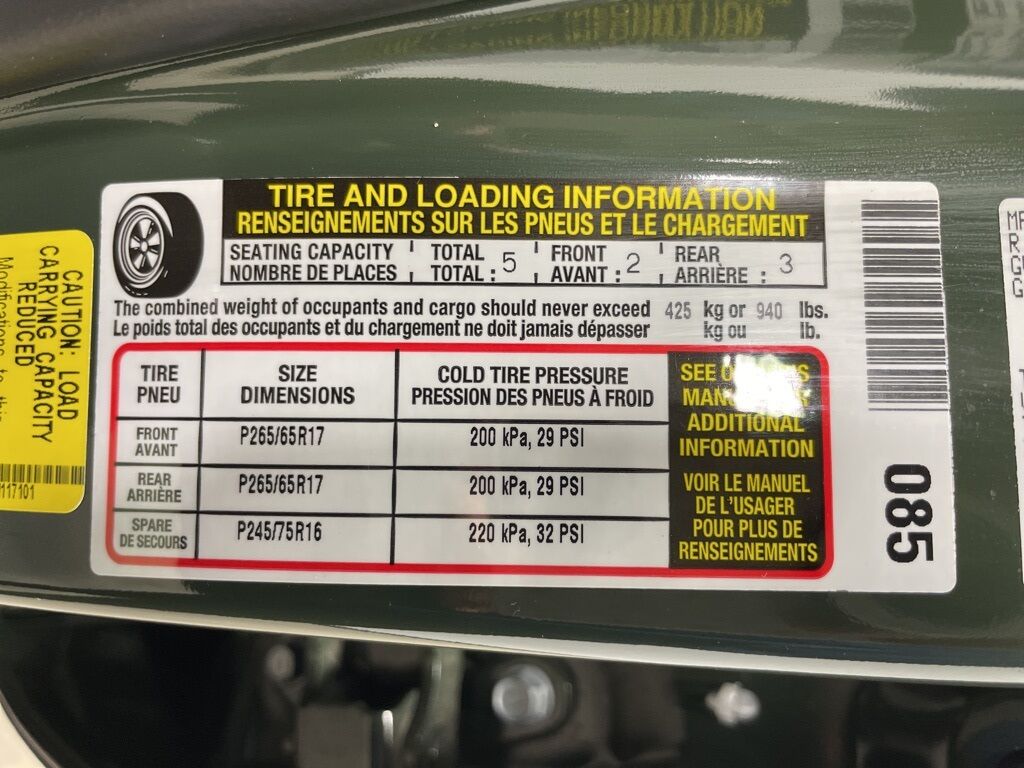 TIRE AND LOADING INFORMATION
RENSEIGNEMENTS SUR LES PNEUS ET LE CHARGEMENT
SEATING CAPACITY TOTAL FRONT REAR
NOMBRE DE PLACES TOTAL : 5 AVANT : 2 ARRIÈRE : 3
The combined weight of occupants and cargo should never exceed 425 kg or 940 lbs.
Le poids total des occupants et du chargement ne doit jamais dépasser kg ou lb.
TIRE SIZE COLD TIRE PRESSURE
PNEU DIMENSIONS PRESSION DES PNEUS À FROID
FRONT
AVANT
P265/65R17 200 kPa, 29 PSI
REAR
ARRIÈRE
P265/65R17 200 kPa, 29 PSI
SPARE
DE SECOURS
P245/75R16 220 kPa, 32 PSI
SEE
ADDITIONAL
INFORMATION
VOIR LE MANUEL
DE L'USAGER
POUR PLUS DE
RENSEIGNEMENTS
085
CAUTION: LOAD
CARRYING CAPACITY
REDUCED
Modifications to this
117101